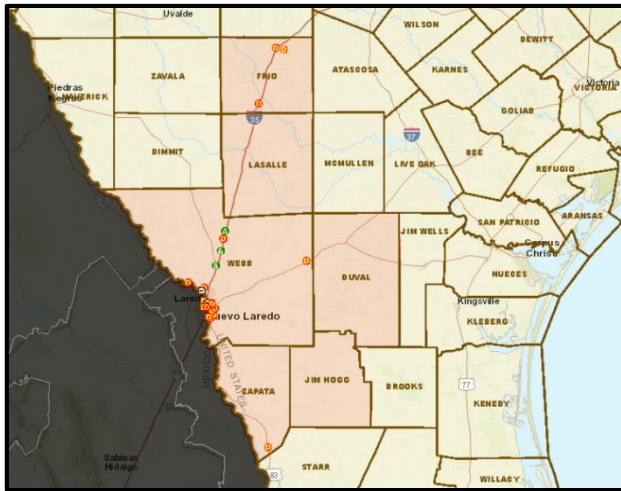 Uvalde
WILSON
DEWITT
FRIO
ATASCOSA
ZAVALA
KARNES
Victoria
VICTORIA
Piedras
Negras
MAVERICK
GOLIAD
35
37
BEE
DIMMIT
LASALLE
MCMULLEN
LIVE OAK
REFUGIO
ARANSAS
SAN PATRICIO
JIM WELLS
Corpus
Christi
WEBB
DUVAL
NUECES
Laredo
Nuevo Laredo
Kingsville
KLEBERG
UNITED STATES
MEXICO
ZAPATA
JIM HOGG
BROOKS
77
KENEDY
Sabinas
Hidalgo
83
STARR
WILLACY